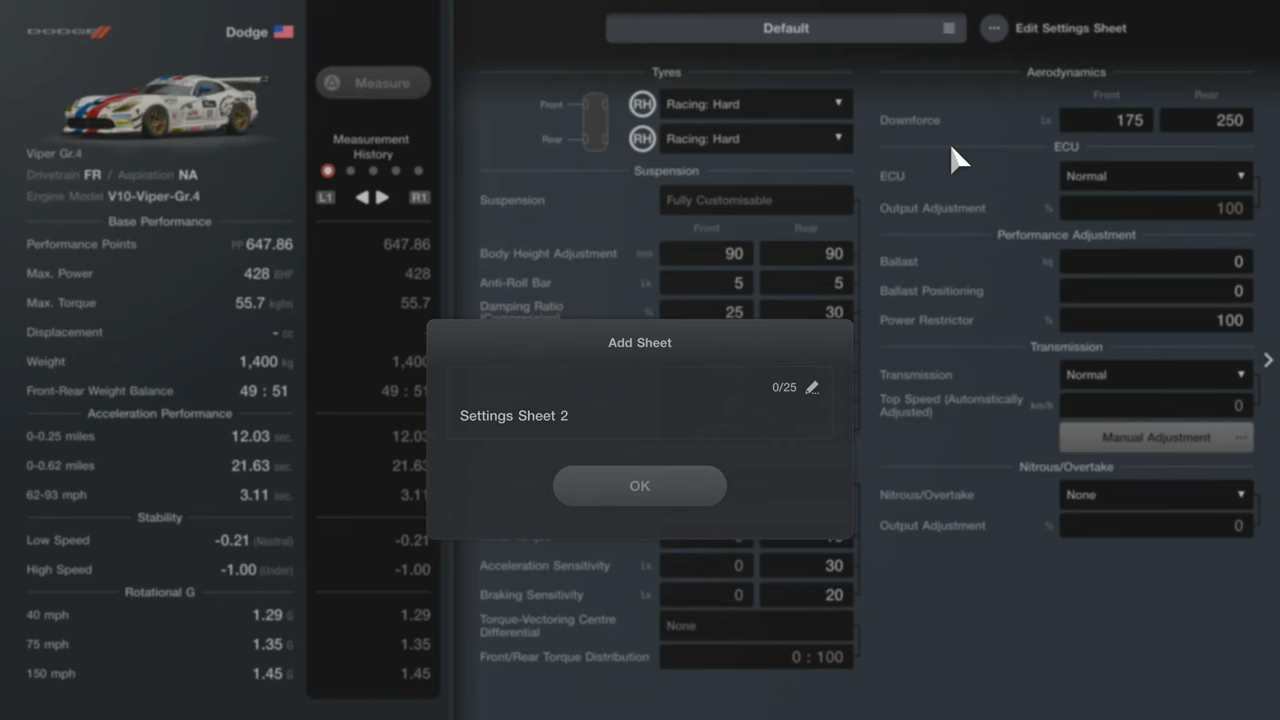 DODGE
Dodge
Viper Gr.4
Drivetrain FR / Aspiration NA
Engine Model V10-Viper-Gr.4
Base Performance
Performance Points PP 647.86
Max. Power 428 BHP
Max. Torque 55.7 kgfm
Displacement - cc
Weight 1,400 kg
Front-Rear Weight Balance 49 : 51
Acceleration Performance
0-0.25 miles 12.03 sec.
0-0.62 miles 21.63 sec.
62-93 mph 3.11 sec.
Stability
Low Speed -0.21 (Neutral)
High Speed -1.00 (Under)
Rotational G
40 mph 1.29 G
75 mph 1.35 G
150 mph 1.45 G
Measure
Measurement
History
L1 R1
647.86
428
55.7
1,400
49 : 51
12.03
21.63
3.11
-0.21
-1.00
1.29
1.35
1.45
Default
Edit Settings Sheet
Tyres
Front RH Racing: Hard
Rear RH Racing: Hard
Suspension
Suspension Fully Customisable
Front Rear
Body Height Adjustment mm 90 90
Anti-Roll Bar Lv. 5 5
Damping Ratio
(Compression) % 25 30
Add Sheet
0/25
Settings Sheet 2
OK
Acceleration Sensitivity Lv. 0 30
Braking Sensitivity Lv. 0 20
Torque-Vectoring Centre
Differential None
Front/Rear Torque Distribution 0 : 100
Aerodynamics
Front Rear
Downforce Lv. 175 250
ECU
ECU Normal
Output Adjustment % 100
Performance Adjustment
Ballast kg 0
Ballast Positioning 0
Power Restrictor % 100
Transmission
Transmission Normal
Top Speed (Automatically
Adjusted) km/h 0
Manual Adjustment
Nitrous/Overtake
Nitrous/Overtake None
Output Adjustment % 0